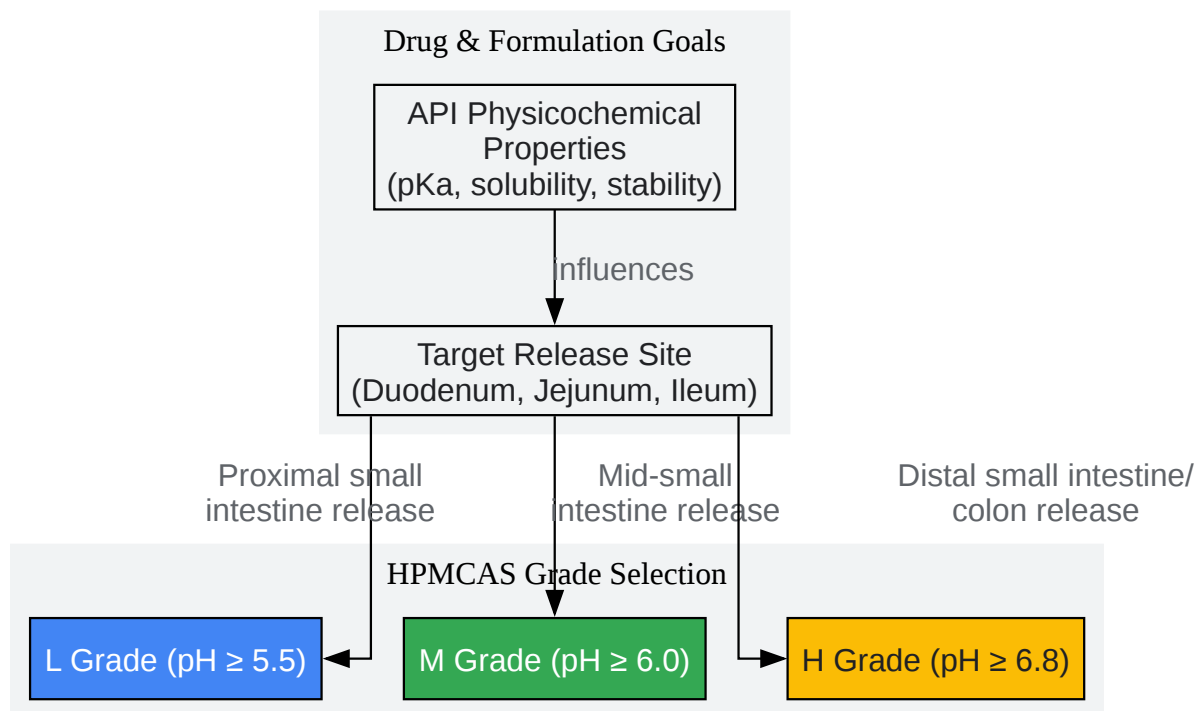 Drug & Formulation Goals
API Physicochemical
Properties
(pKa, solubility, stability)
influences
Target Release Site
(Duodenum, Jejunum, Ileum)
Proximal small
intestine release
Mid-small
intestine release
Distal small intestine/
colon release
HPMCAS Grade Selection
L Grade (pH ≥ 5.5)
M Grade (pH ≥ 6.0)
H Grade (pH ≥ 6.8)